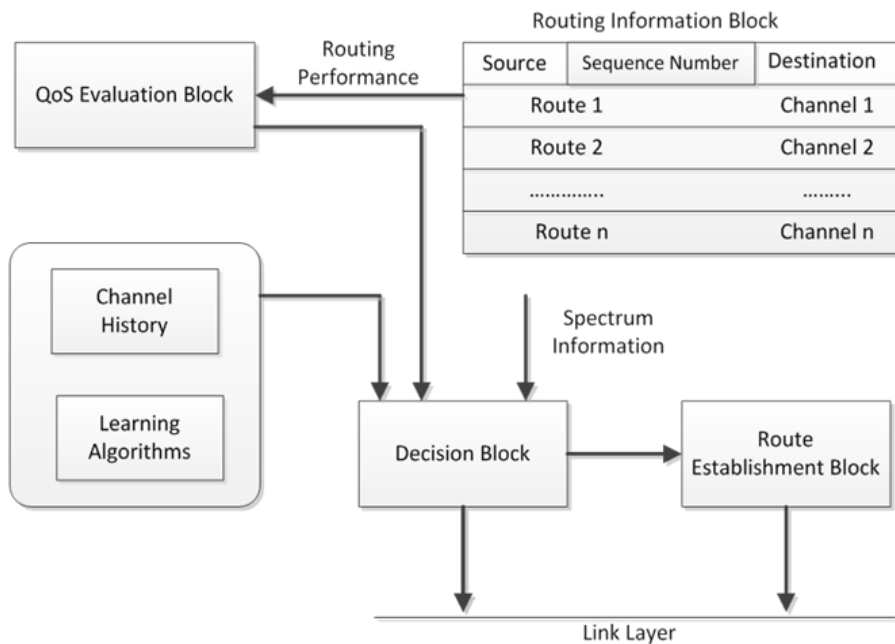 Routing Information Block
Source Sequence Number Destination
Route 1 Channel 1
Route 2 Channel 2
………….. ……...
Route n Channel n
Routing
Performance
QoS Evaluation Block
Channel
History
Learning
Algorithms
Spectrum
Information
Decision Block
Route
Establishment Block
Link Layer